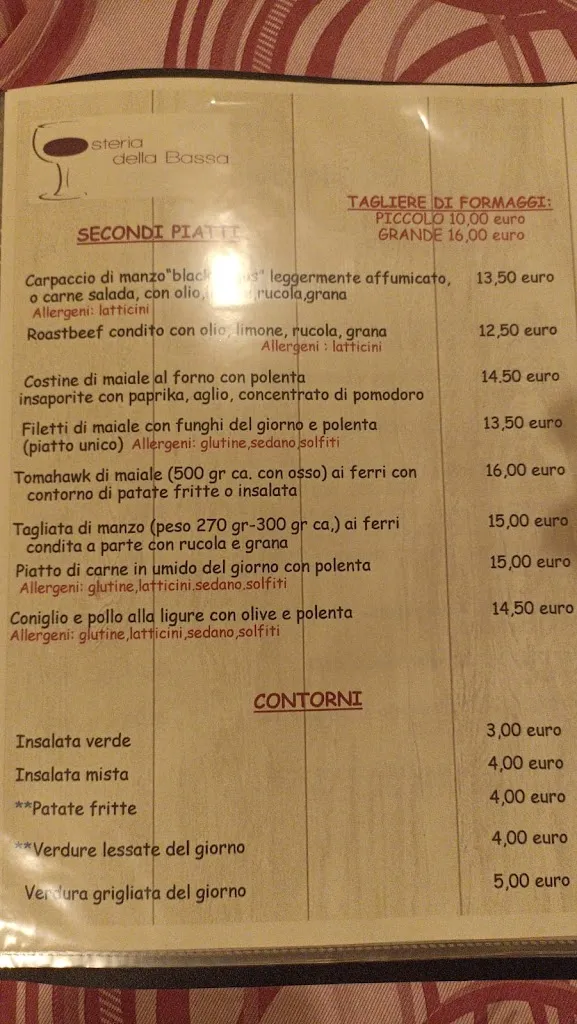 steria
della Bassa
TAGLIERE DI FORMAGGI:
PICCOLO 10,00 euro
GRANDE 16,00 euro
SECONDI PIATTI
Carpaccio di manzo"black leggermente affumicato, 13,50 euro
o carne salada, con olio, rucola,grana
Allergeni: latticini
Roastbeef condito con olio, limone, rucola, grana 12,50 euro
Allergeni : latticini
Costine di maiale al forno con polenta 14.50 euro
insaporite con paprika, aglio, concentrato di pomodoro
Filetti di maiale con funghi del giorno e polenta 13,50 euro
(piatto unico) Allergeni: glutine,sedano,solfiti
Tomahawk di maiale (500 gr ca. con osso) ai ferri con 16,00 euro
contorno di patate fritte o insalata
Tagliata di manzo (peso 270 gr-300 gr ca,) ai ferri 15,00 euro
condita a parte con rucola e grana
Piatto di carne in umido del giorno con polenta 15,00 euro
Allergeni: glutine,latticini.sedano,solfiti
Coniglio e pollo alla ligure con olive e polenta 14,50 euro
Allergeni: glutine,latticini,sedano,solfiti
CONTORNI
Insalata verde 3,00 euro
Insalata mista 4,00 euro
**Patate fritte 4,00 euro
**Verdure lessate del giorno 4,00 euro
Verdura grigliata del giorno 5,00 euro